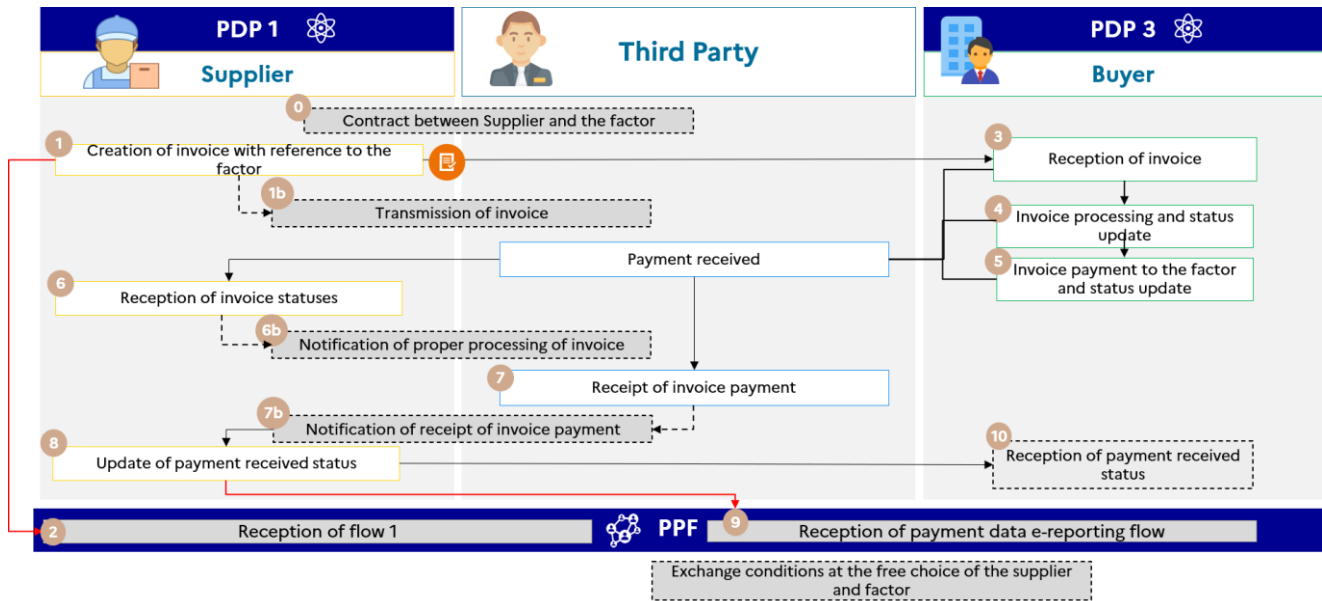 PDP 1
PDP 3
Supplier
Third Party
Buyer
0
Contract between Supplier and the factor
1
Creation of invoice with reference to the
factor
3
Reception of invoice
1b
Transmission of invoice
4
Invoice processing and status
update
Payment received
5
Invoice payment to the factor
and status update
6
Reception of invoice statuses
6b
Notification of proper processing of invoice
7
Receipt of invoice payment
7b
Notification of receipt of invoice payment
8
Update of payment received status
10
Reception of payment received
status
2
Reception of flow 1
PPF
9
Reception of payment data e-reporting flow
Exchange conditions at the free choice of the supplier
and factor